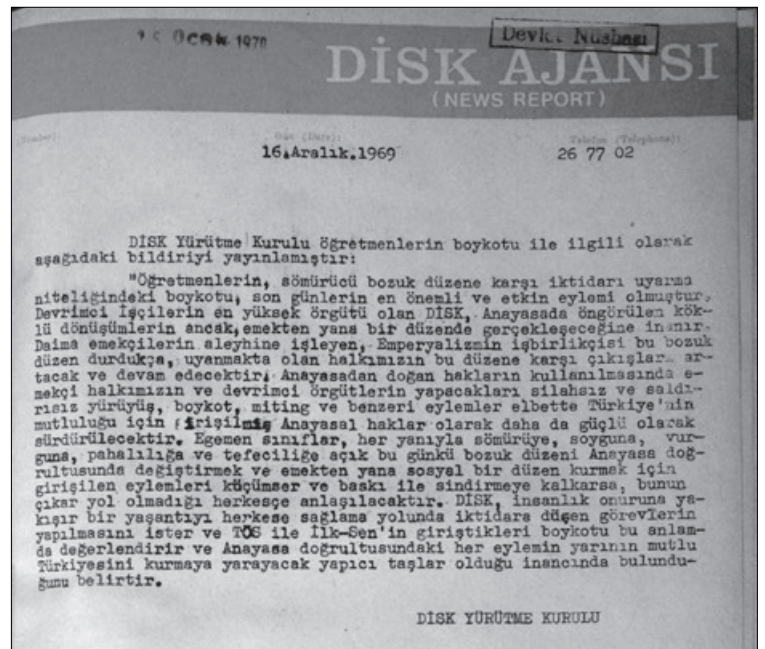 OCAK 1970
Devlet Nüshası
DİSK AJANSI
(NEWS REPORT)
(Number):
Gün (Date):
Telefon (Telephone):
16.Aralık.1969
26 77 02
DİSK Yürütme Kurulu öğretmenlerin boykotu ile ilgili olarak
aşağıdaki bildiriyi yayınlamıştır:
"Öğretmenlerin, sömürücü bozuk düzene karşı iktidarı uyarma
niteliğindeki boykotu, son günlerin en önemli ve etkin eylemi olmuştur.
Devrimci İşçilerin en yüksek örgütü olan DİSK, Anayasada öngörülen kök-
lü dönüşümlerin ancak,emekten yana bir düzende gerçekleşeceğine inanır.
Daima emekçilerin aleyhine işleyen, Emperyalizmin işbirlikçisi bu bozuk
düzen durdukça, uyanmakta olan halkımızın bu düzene karşı çıkışları ar-
tacak ve devam edecektir. Anayasadan doğan hakların kullanılmasında e-
mekçi halkımızın ve devrimci örgütlerin yapacakları silahsız ve saldı-
rısız yürüyüş, boykot, miting ve benzeri eylemler elbette Türkiye'nin
mutluluğu için girişilmiş Anayasal haklar olarak daha da güçlü olarak
sürdürülecektir. Egemen sınıflar, her yanıyla sömürüye, soyguna, vur-
guna, pahalılığa ve tefeciliğe açık bu günkü bozuk düzeni Anayasa doğ-
rultusunda değiştirmek ve emekten yana sosyal bir düzen kurmak için
girişilen eylemleri küçümser ve baskı ile sindirmeye kalkarsa, bunun
çıkar yol olmadığı herkesçe anlaşılacaktır. DİSK, insanlık onuruna ya-
kışır bir yaşantıyı herkese sağlama yolunda iktidara düşen görevlerin
yapılmasını ister ve TÖS ile İlk-Sen'in giriştikleri boykotu bu anlam-
da değerlendirir ve Anayasa doğrultusundaki her eylemin yarının mutlu
Türkiyesini kurmaya yarayacak yapıcı taşlar olduğu inancında bulundu-
ğunu belirtir.
DİSK YÜRÜTME KURULU